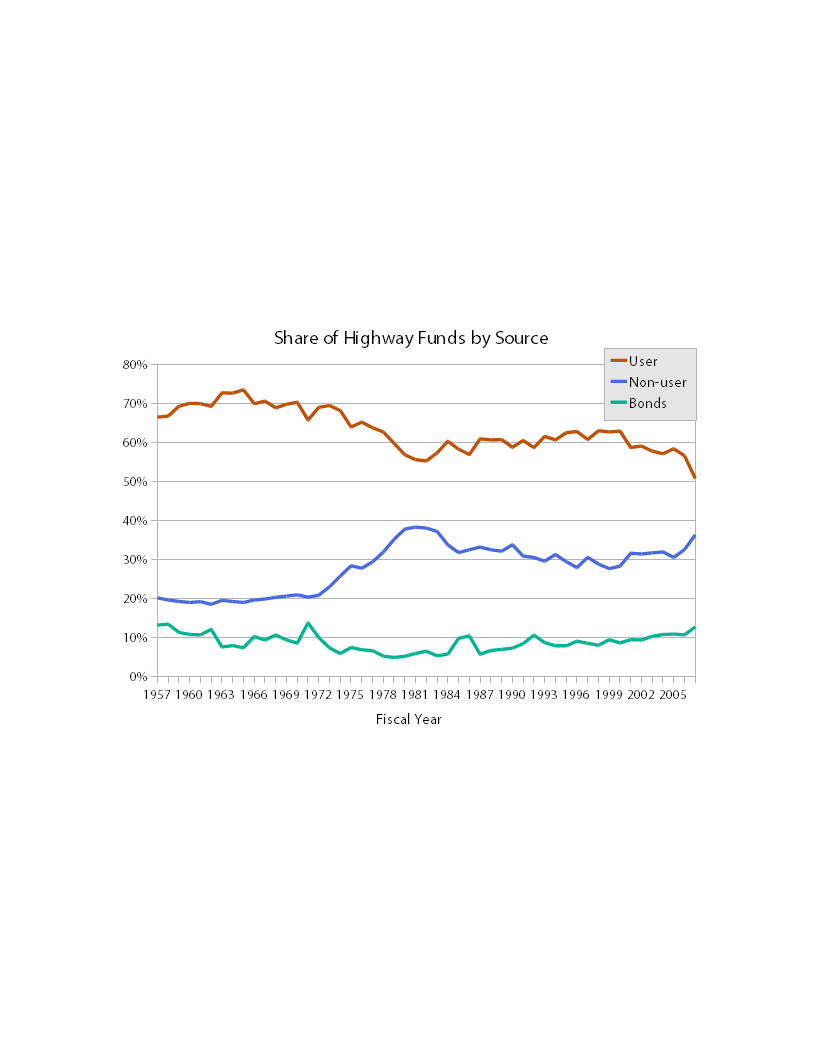 Share of Highway Funds by Source
User
Non-user
Bonds
80%
70%
60%
50%
40%
30%
20%
10%
0%
1957 1960 1963 1966 1969 1972 1975 1978 1981 1984 1987 1990 1993 1996 1999 2002 2005
Fiscal Year